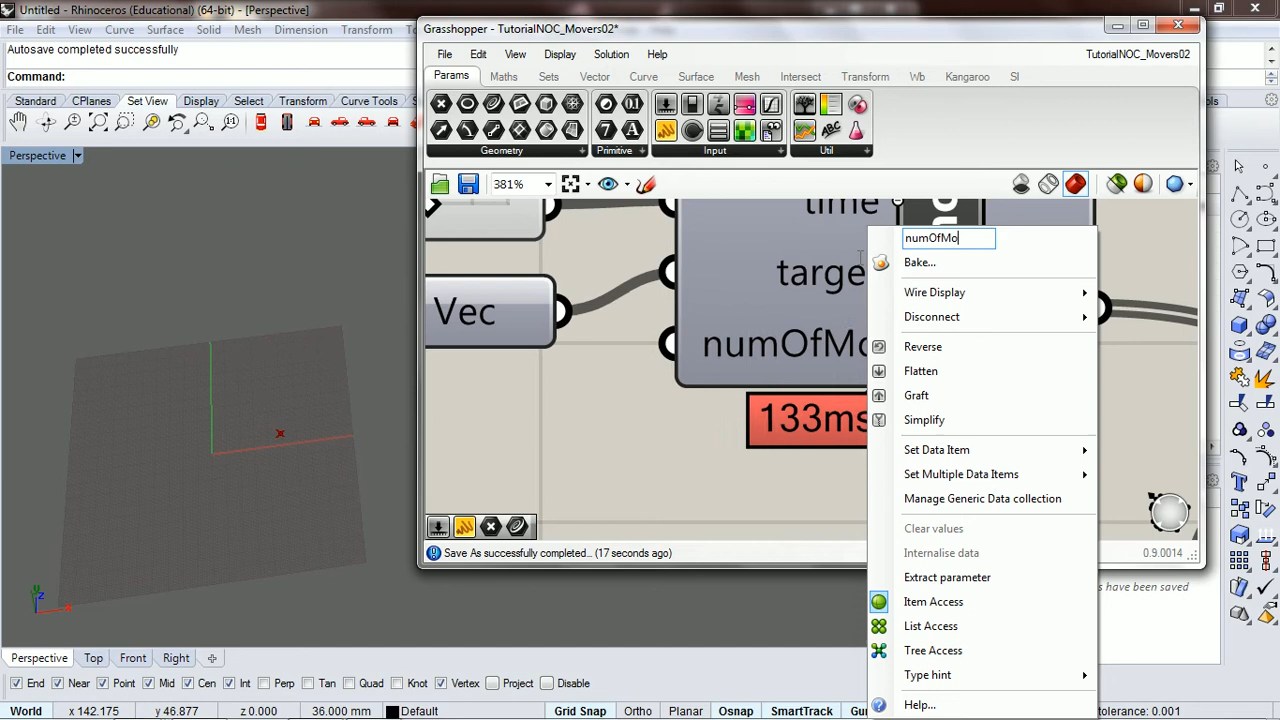 Untitled - Rhinoceros (Educational) (64-bit) - [Perspective]
File Edit View Curve Surface Solid Mesh Dimension Transform
Autosave completed successfully
Command:
Standard CPlanes Set View Display Select Transform Curve Tools
Perspective
Grasshopper - TutorialNOC_Movers02*
File Edit View Display Solution Help TutorialNOC_Movers02
Params Maths Sets Vector Curve Surface Mesh Intersect Transform Wb Kangaroo SI
Geometry Primitive Input Util
381%
time
target
Vec
numOfMo
133ms
numOfMo
Bake...
Wire Display
Disconnect
Reverse
Flatten
Graft
Simplify
Set Data Item
Set Multiple Data Items
Manage Generic Data collection
Clear values
Internalise data
Extract parameter
Item Access
List Access
Tree Access
Type hint
Help...
Save As successfully completed... (17 seconds ago) 0.9.0014
es have been saved
y
z
x
Perspective Top Front Right
End Near Point Mid Cen Int Perp Tan Quad Knot Vertex Project Disable
World x 142.175 y 46.877 z 0.000 36.000 mm Default Grid Snap Ortho Planar Osnap SmartTrack Gu tolerance: 0.001